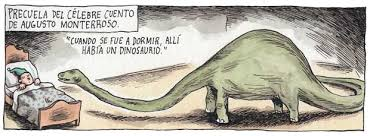 PRECUELA DEL CÉLEBRE CUENTO
DE AUGUSTO MONTERROSO.
"CUANDO SE FUE A DORMIR, ALLÍ
HABÍA UN DINOSAURIO."